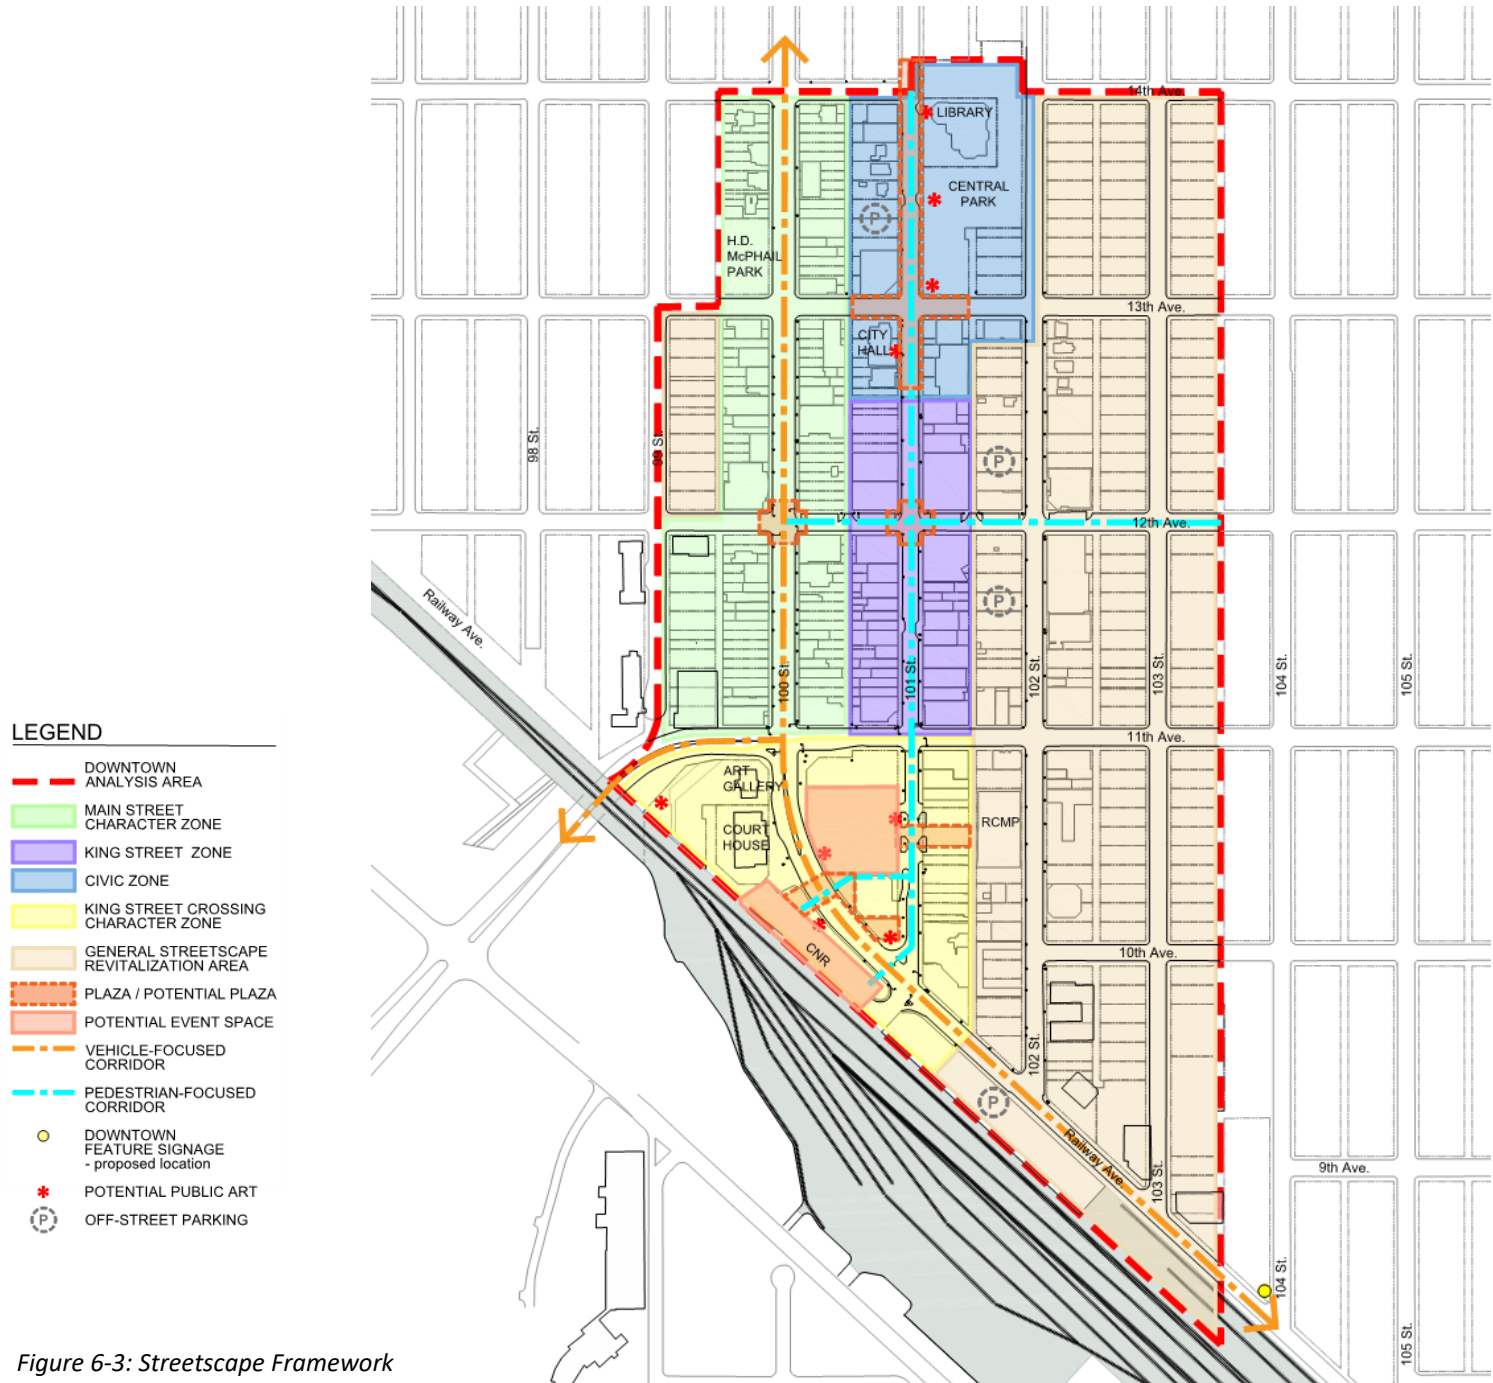 14th Ave.
LIBRARY
CENTRAL
PARK
P
H.D.
McPHAIL
PARK
13th Ave.
CITY
HALL
98 St.
99 St.
P
12th Ave.
Railway Ave.
P
100 St.
101 St.
102 St.
103 St.
104 St.
105 St.
11th Ave.
ART
GALLERY
COURT
HOUSE
RCMP
CNR
10th Ave.
102 St.
P
Railway Ave.
103 St.
9th Ave.
104 St.
105 St.
LEGEND
DOWNTOWN
ANALYSIS AREA
MAIN STREET
CHARACTER ZONE
KING STREET ZONE
CIVIC ZONE
KING STREET CROSSING
CHARACTER ZONE
GENERAL STREETSCAPE
REVITALIZATION AREA
PLAZA / POTENTIAL PLAZA
POTENTIAL EVENT SPACE
VEHICLE-FOCUSED
CORRIDOR
PEDESTRIAN-FOCUSED
CORRIDOR
DOWNTOWN
FEATURE SIGNAGE
- proposed location
POTENTIAL PUBLIC ART
P
OFF-STREET PARKING
Figure 6-3: Streetscape Framework